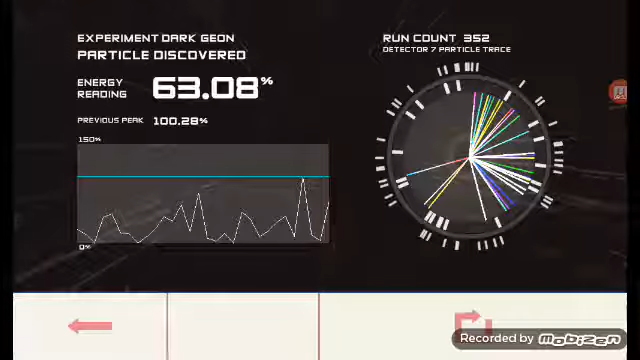 EXPERIMENT DARK GEON
PARTICLE DISCOVERED
ENERGY READING
63.08%
PREVIOUS PEAK 100.28%
150%
0%
RUN COUNT 352
DETECTOR 7 PARTICLE TRACE
Recorded by MOBIZEN